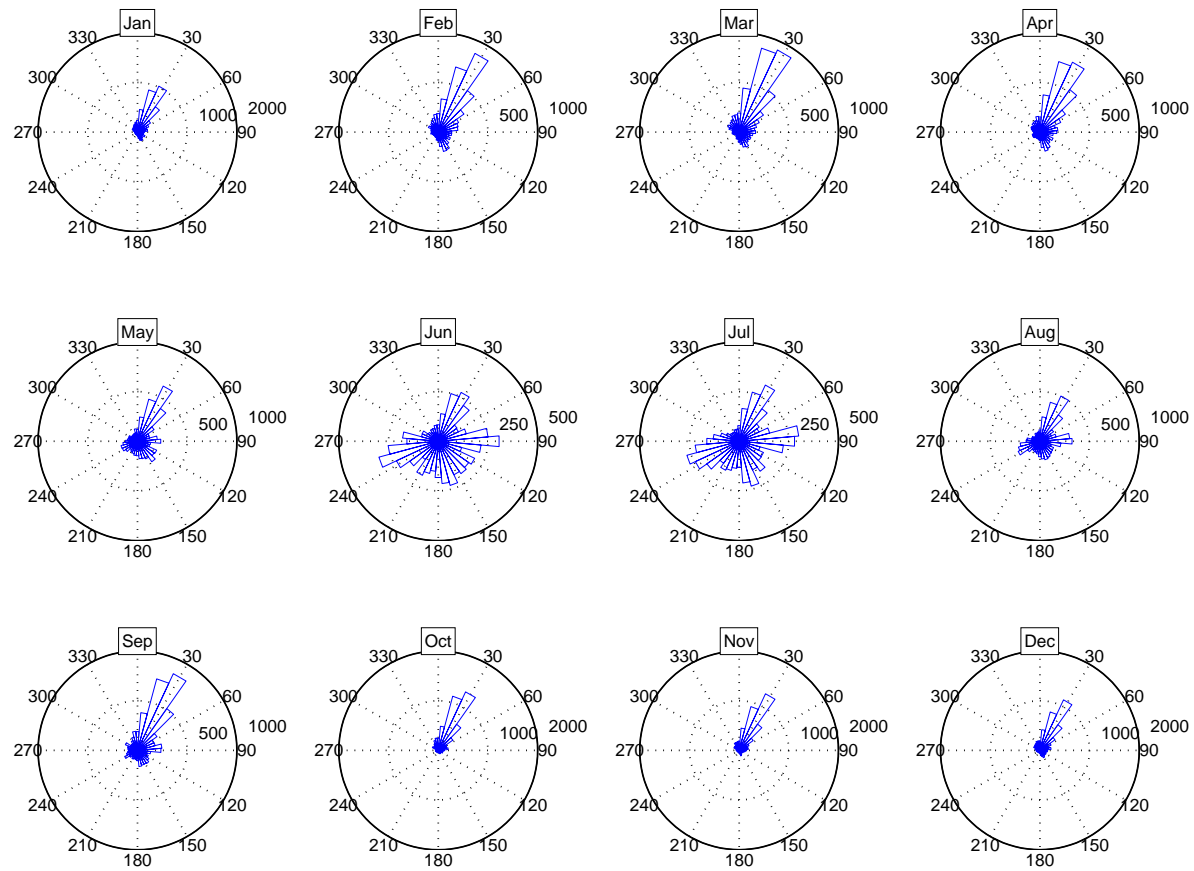 Jan Feb Mar Apr
330 30 330 30 330 30 330 30
300 60 300 60 300 60 300 60
1000 2000 500 1000 500 1000 500 1000
270 90 270 90 270 90 270 90
240 120 240 120 240 120 240 120
210 150 210 150 210 150 210 150
180 180 180 180
May Jun Jul Aug
330 30 330 30 330 30 330 30
300 60 300 60 300 60 300 60
500 1000 250 500 250 500 500 1000
270 90 270 90 270 90 270 90
240 120 240 120 240 120 240 120
210 150 210 150 210 150 210 150
180 180 180 180
Sep Oct Nov Dec
330 30 330 30 330 30 330 30
300 60 300 60 300 60 300 60
500 1000 1000 2000 1000 2000 1000 2000
270 90 270 90 270 90 270 90
240 120 240 120 240 120 240 120
210 150 210 150 210 150 210 150
180 180 180 180